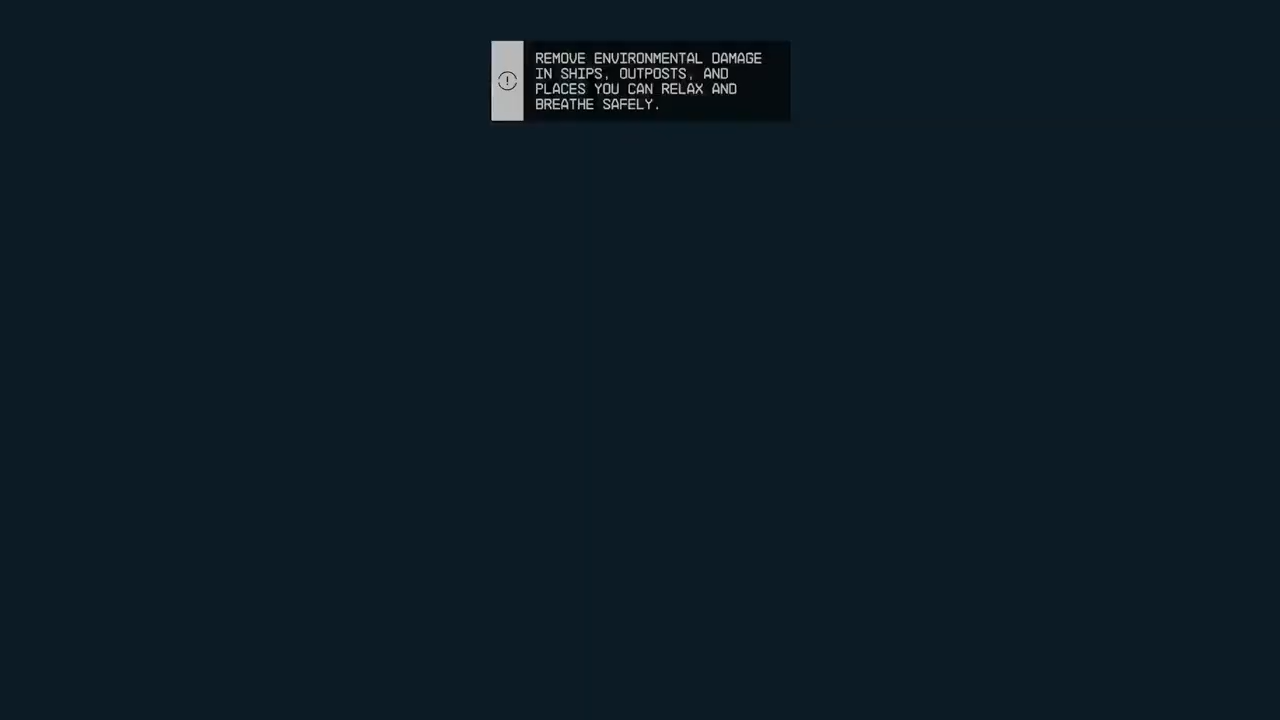 REMOVE ENVIRONMENTAL DAMAGE
IN SHIPS, OUTPOSTS, AND
PLACES YOU CAN RELAX AND
BREATHE SAFELY.